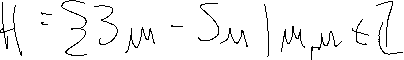 H = {3m - 5n | m,n ∈ ℤ